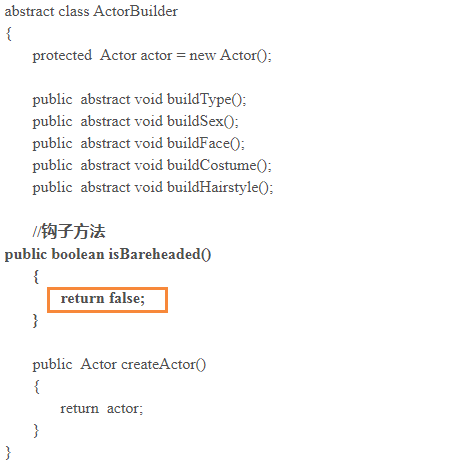 abstract class ActorBuilder
{
protected  Actor actor = new Actor();
public  abstract void buildType();
public  abstract void buildSex();
public  abstract void buildFace();
public  abstract void buildCostume();
public  abstract void buildHairstyle();
//钩子方法
public boolean isBareheaded()
{
return false;
}
public  Actor createActor()
{
return  actor;
}
}